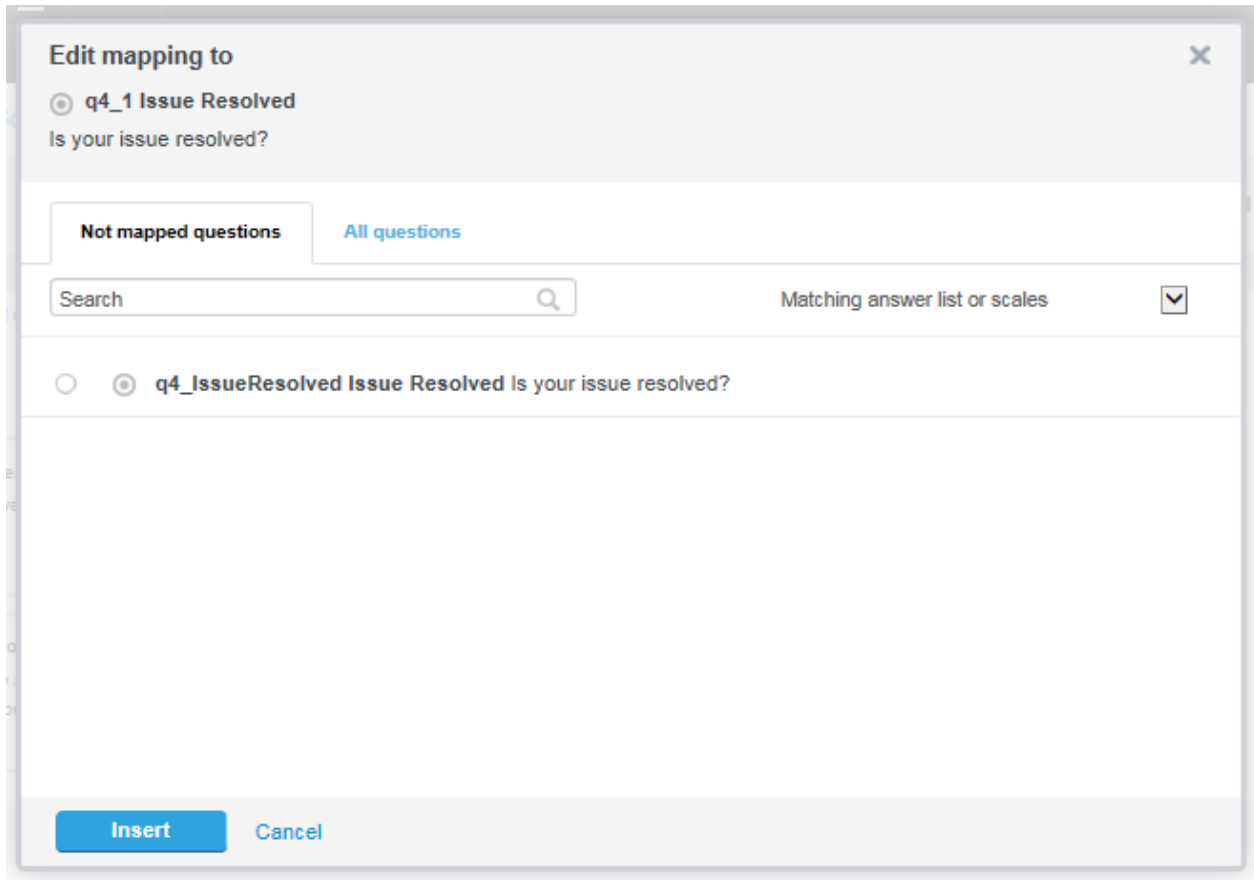 Edit mapping to
q4_1 Issue Resolved
Is your issue resolved?
Not mapped questions All questions
Search Matching answer list or scales
q4_IssueResolved Issue Resolved Is your issue resolved?
Insert Cancel